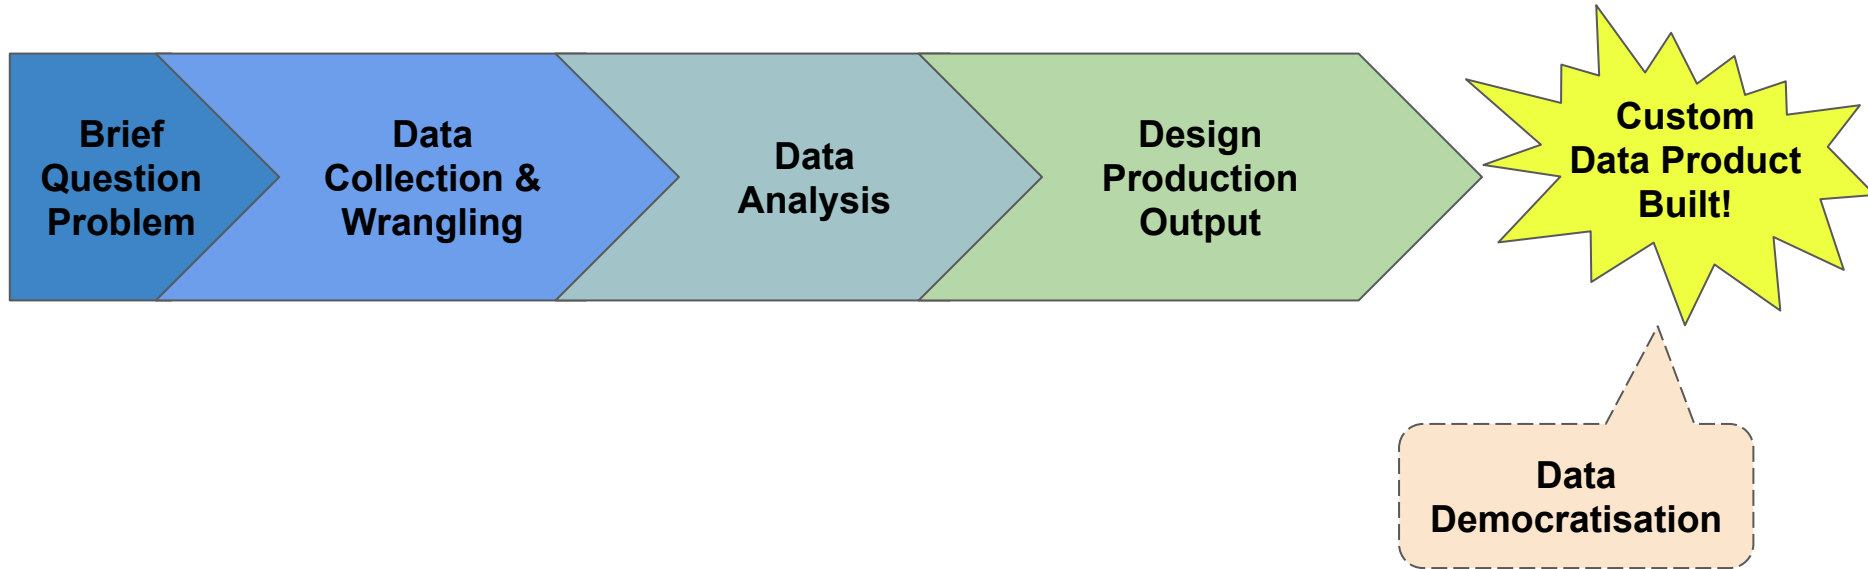 Brief
Question
Problem
Data
Collection &
Wrangling
Data
Analysis
Design
Production
Output
Custom
Data Product
Built!
Data
Democratisation